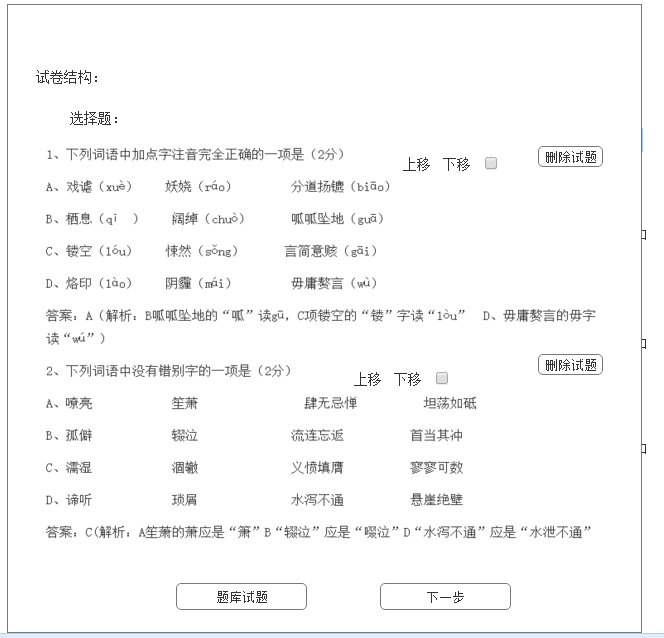 试卷结构：
选择题：
1、下列词语中加点字注音完全正确的一项是（2分）
上移 下移
删除试题
A、戏谑（xuè） 妖娆（ráo） 分道扬镳（biāo）
B、栖息（qī ） 阔绰（chuò） 呱呱坠地（guā）
C、镂空（lóu） 悚然（sǒng） 言简意赅（gāi）
D、烙印（lào） 阴霾（mái） 毋庸赘言（wù）
答案：A（解析：B呱呱坠地的“呱”读gū，C项镂空的“镂”字读“lòu” D、毋庸赘言的毋字
读“wú”）
2、下列词语中没有错别字的一项是（2分）
上移 下移
删除试题
A、嘹亮 笙萧 肆无忌惮 坦荡如砥
B、孤僻 辍泣 流连忘返 首当其冲
C、濡湿 涸辙 义愤填膺 寥寥可数
D、谛听 琐屑 水泻不通 悬崖绝壁
答案：C(解析：A笙萧的萧应是“箫”B“辍泣”应是“啜泣”D“水泻不通”应是“水泄不通”
题库试题 下一步